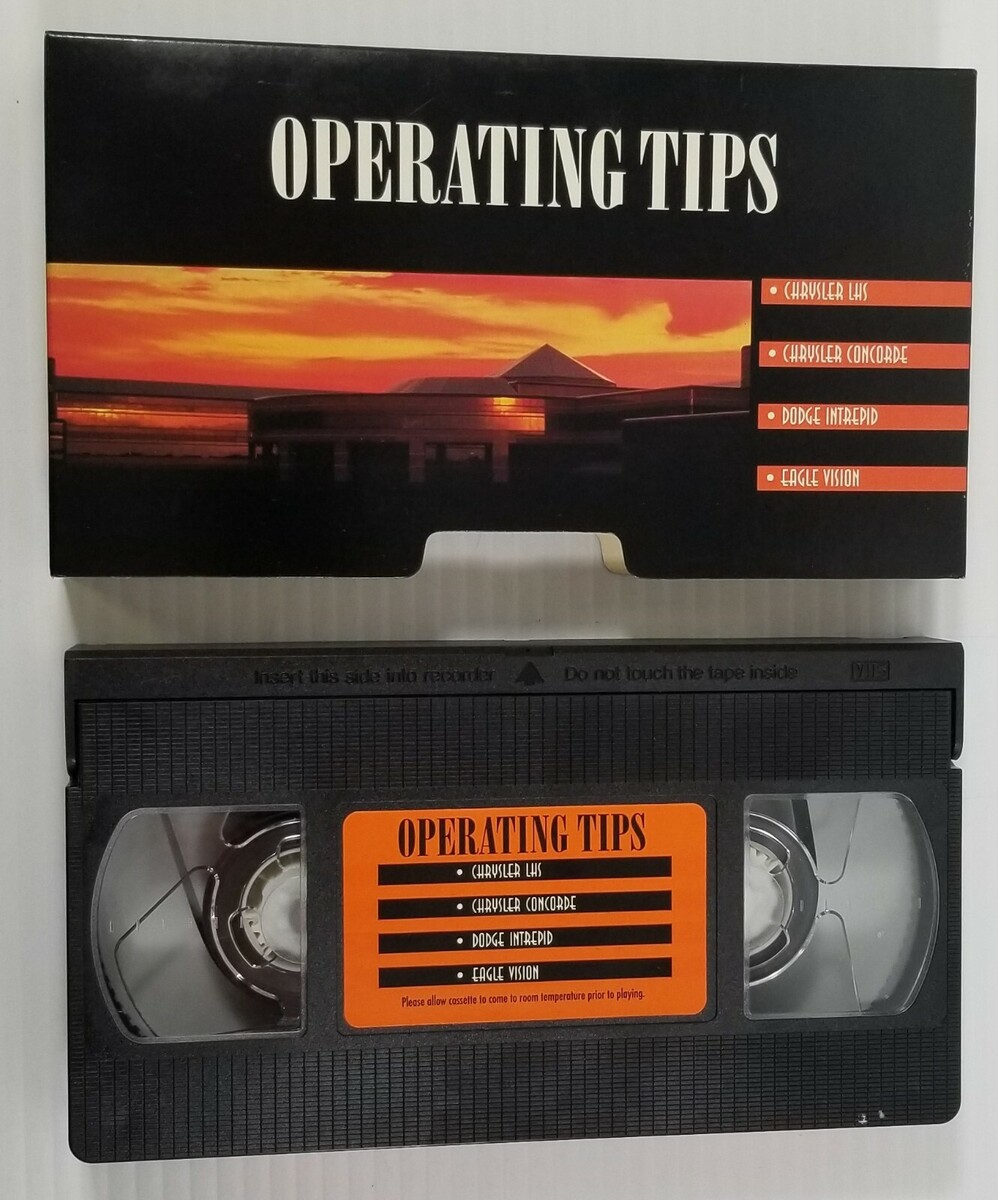 OPERATING TIPS
• CHRYSLER LHS
• CHRYSLER CONCORDE
• DODGE INTREPID
• EAGLE VISION
Insert this side into recorder ▲ Do not touch the tape inside VHS
OPERATING TIPS
• CHRYSLER LHS
• CHRYSLER CONCORDE
• DODGE INTREPID
• EAGLE VISION
Please allow cassette to come to room temperature prior to playing.